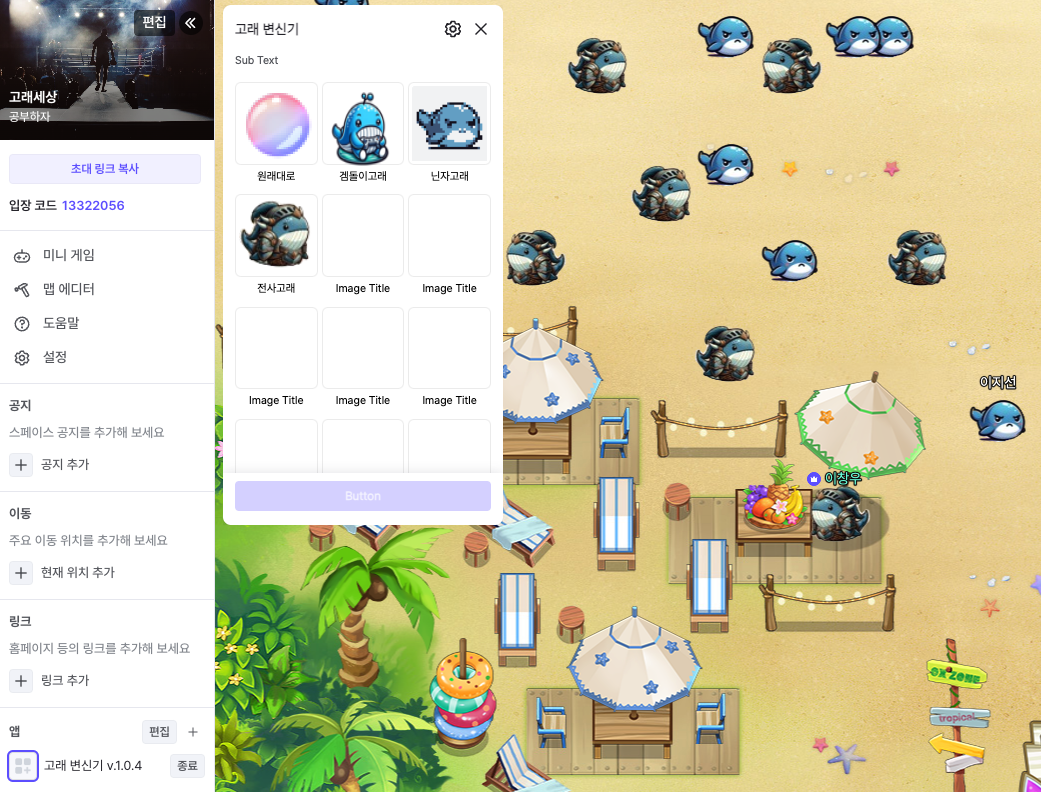 편집
고래세상
공부하자
초대 링크 복사
입장 코드 13322056
미니 게임
맵 에디터
도움말
설정
공지
스페이스 공지를 추가해 보세요
공지 추가
이동
주요 이동 위치를 추가해 보세요
현재 위치 추가
링크
홈페이지 등의 링크를 추가해 보세요
링크 추가
앱
편집
고래 변신기 v.1.0.4
종료
고래 변신기
Sub Text
원래대로
겜돌이고래
닌자고래
전사고래
Image Title
Image Title
Image Title
Image Title
Image Title
Button
이지선
이창우
ZONE
tropical